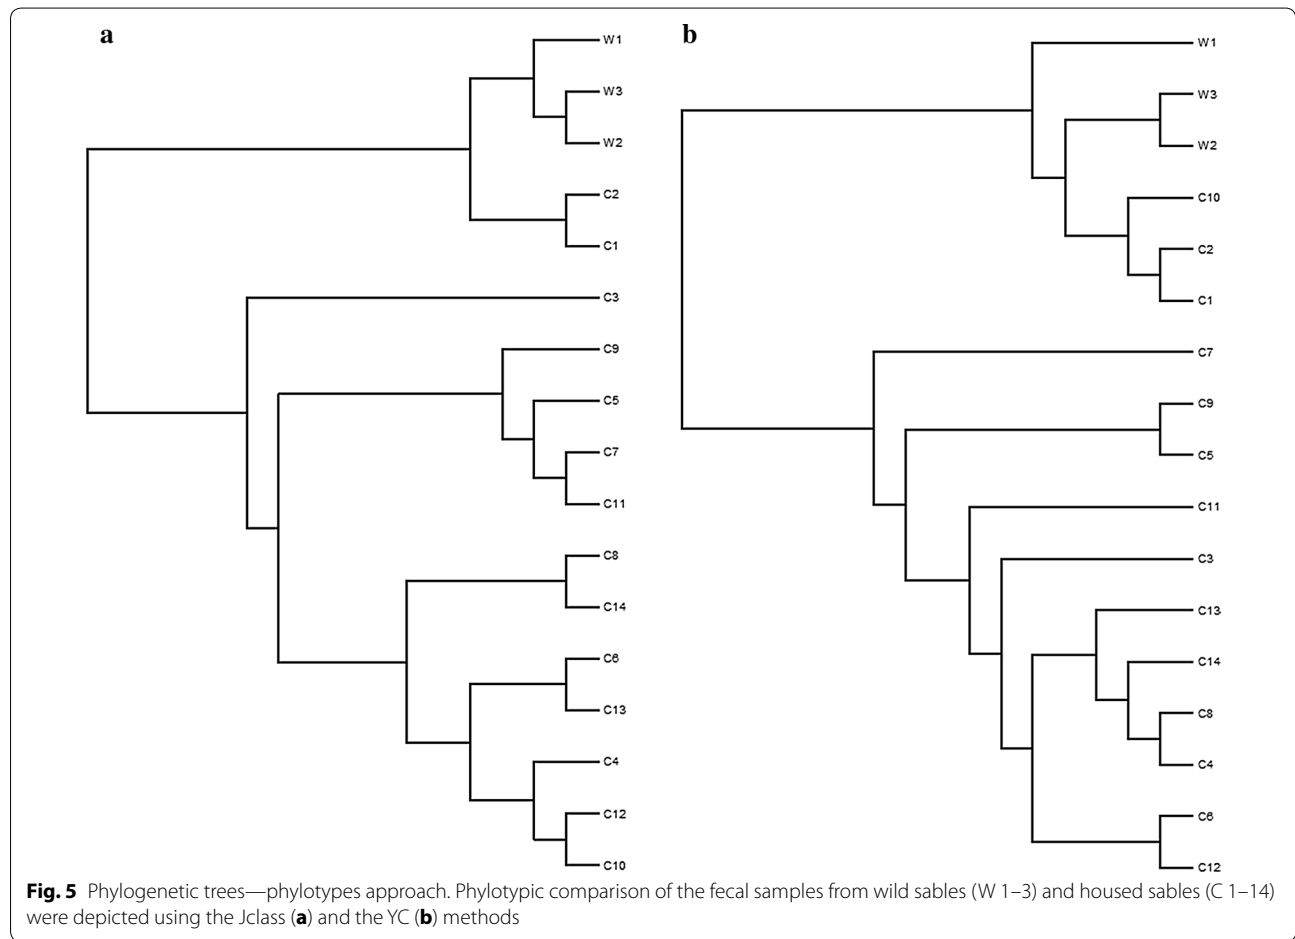 a
W1
W3
W2
C2
C1
C3
C9
C5
C7
C11
C8
C14
C6
C13
C4
C12
C10
b
W1
W3
W2
C10
C2
C1
C7
C9
C5
C11
C3
C13
C14
C8
C4
C6
C12
Fig. 5 Phylogenetic trees—phylotypes approach. Phylotypic comparison of the fecal samples from wild sables (W 1–3) and housed sables (C 1–14)
were depicted using the Jclass (a) and the YC (b) methods